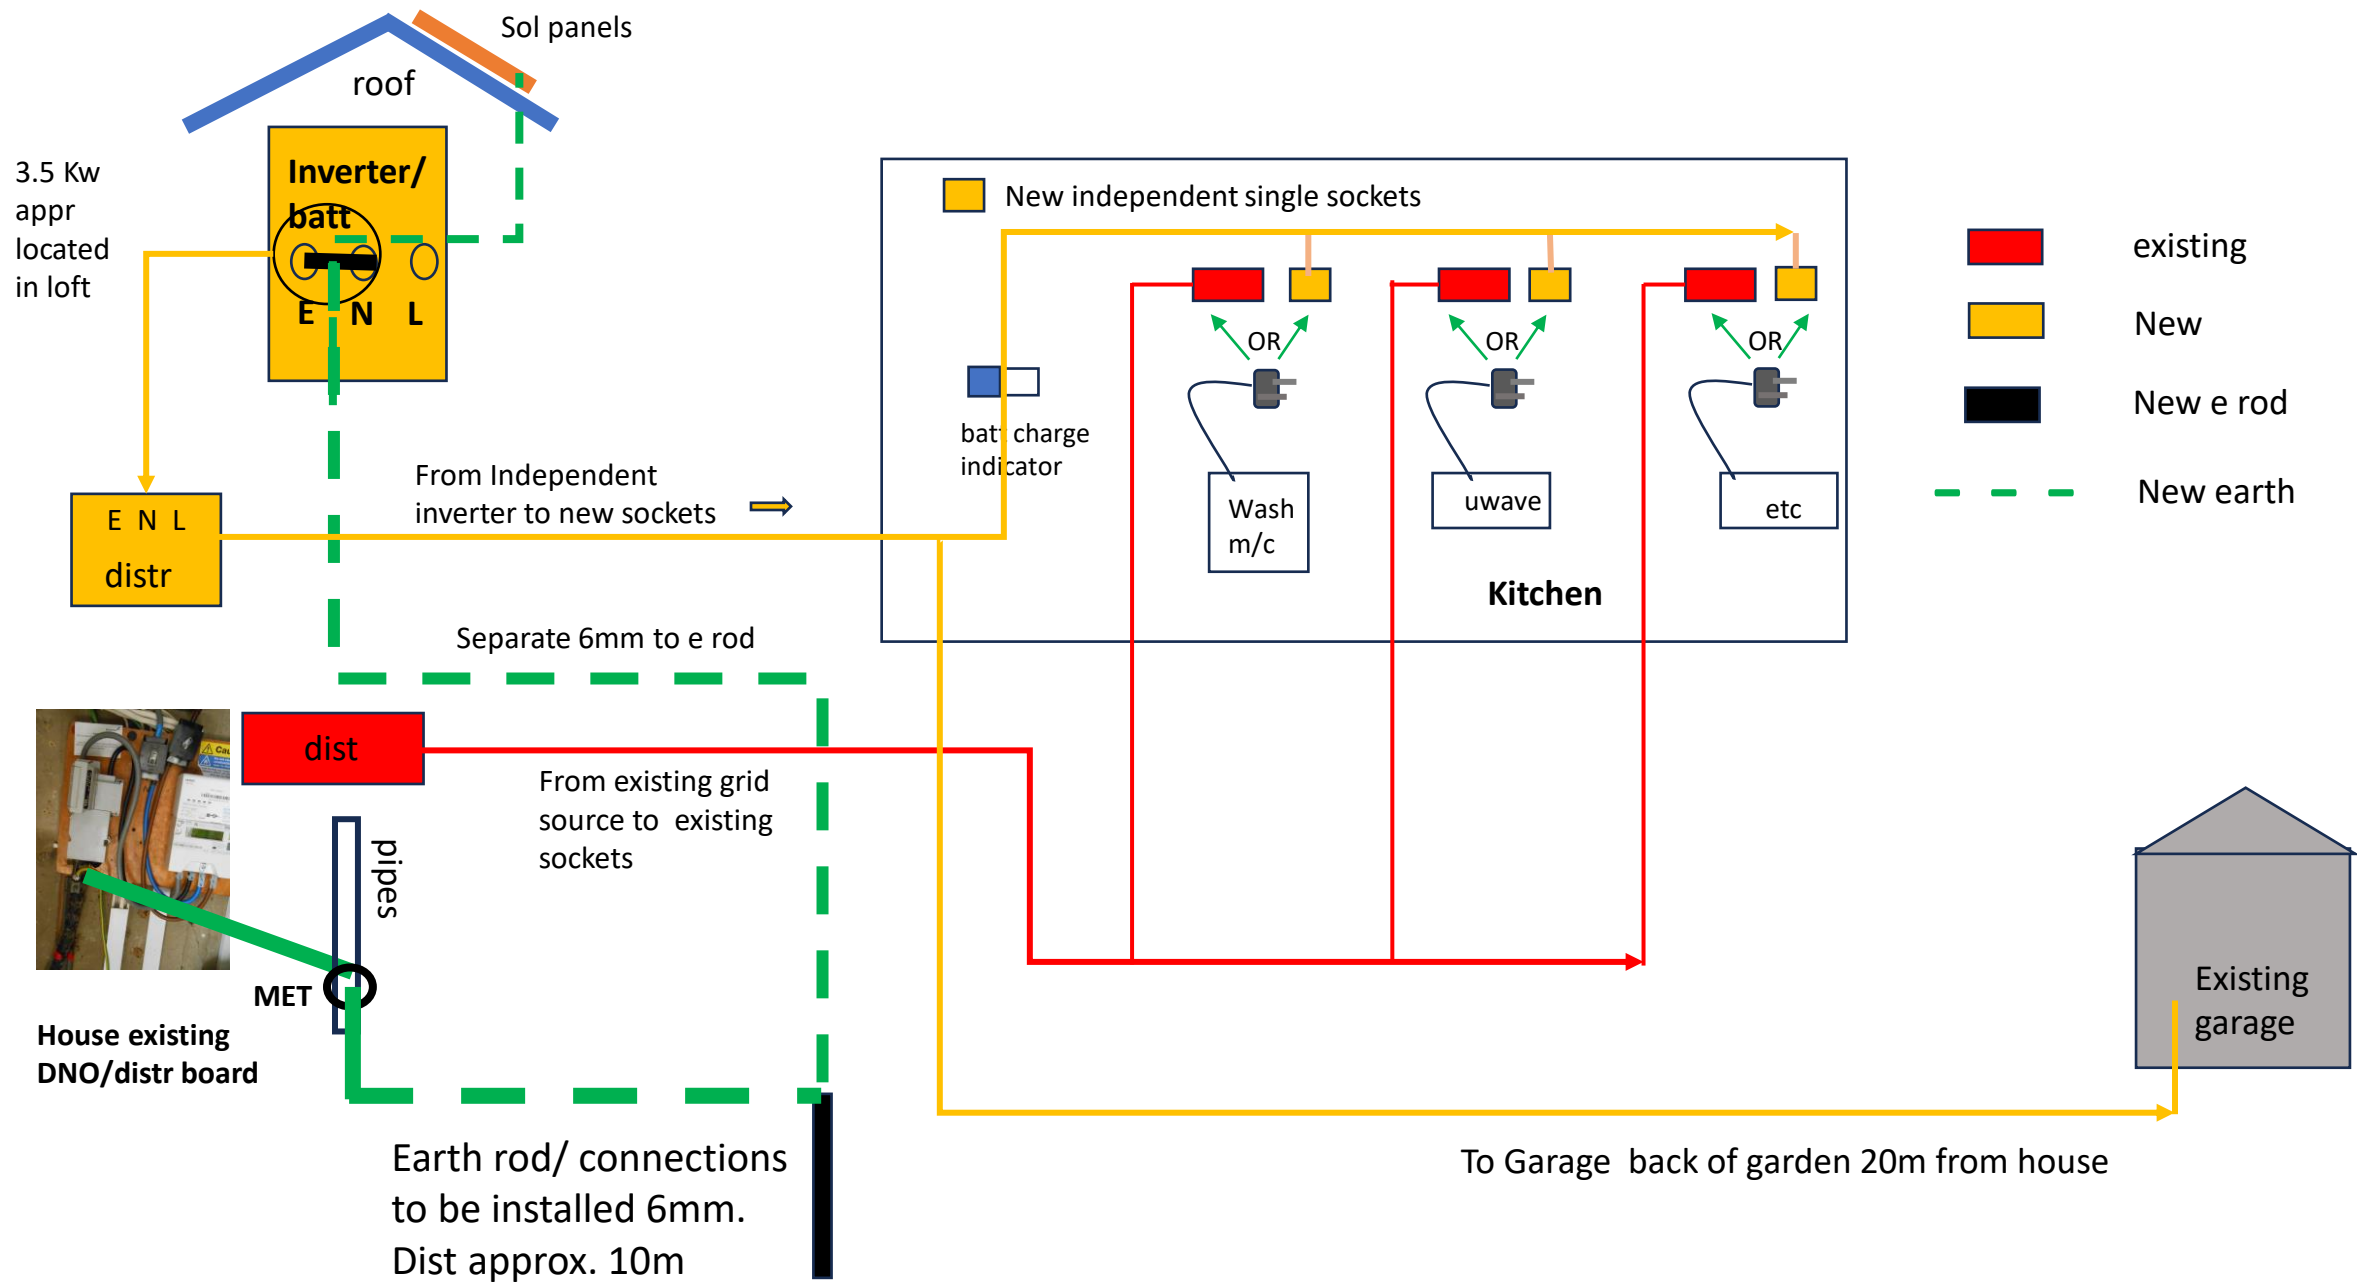 Sol panels
roof
3.5 Kw
appr
located
in loft
Inverter/
batt
E N L
E N L
distr
From Independent
inverter to new sockets
New independent single sockets
OR
OR
OR
batt charge
indicator
Wash
m/c
uwave
etc
Kitchen
existing
New
New e rod
New earth
Separate 6mm to e rod
dist
From existing grid
source to existing
sockets
pipes
MET
House existing
DNO/distr board
Earth rod/ connections
to be installed 6mm.
Dist approx. 10m
Existing
garage
To Garage back of garden 20m from house